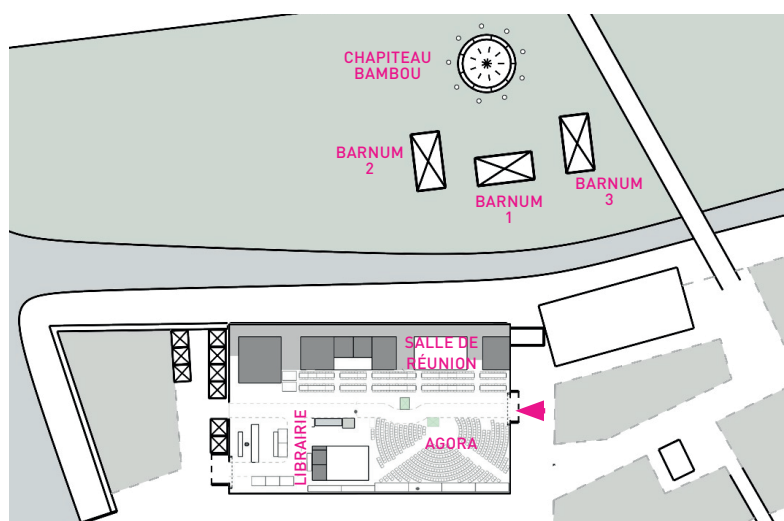 CHAPITEAU
BAMBOU
BARNUM
2
BARNUM
1
BARNUM
3
SALLE DE
RÉUNION
LIBRAIRIE
AGORA